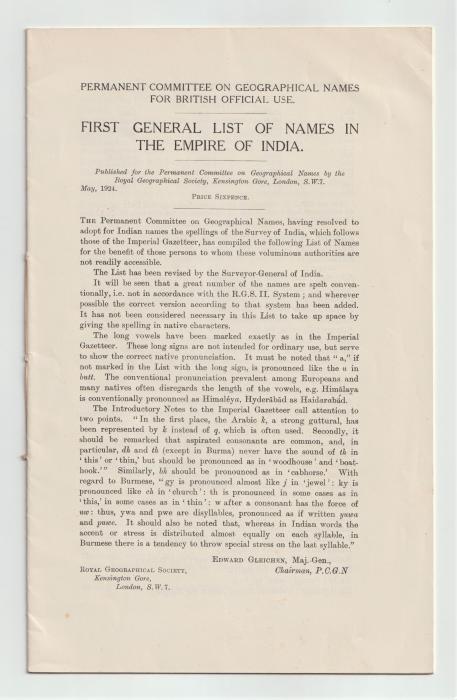 PERMANENT COMMITTEE ON GEOGRAPHICAL NAMES
FOR BRITISH OFFICIAL USE.
FIRST GENERAL LIST OF NAMES IN
THE EMPIRE OF INDIA.
Published for the Permanent Committee on Geographical Names by the
Royal Geographical Society, Kensington Gore, London, S.W.7.
May, 1924.
PRICE SIXPENCE.
THE Permanent Committee on Geographical Names, having resolved to
adopt for Indian names the spellings of the Survey of India, which follows
those of the Imperial Gazetteer, has compiled the following List of Names
for the benefit of those persons to whom these voluminous authorities are
not readily accessible.
The List has been revised by the Surveyor-General of India.
It will be seen that a great number of the names are spelt conven-
tionally, i.e. not in accordance with the R.G.S. II. System ; and wherever
possible the correct version according to that system has been added.
It has not been considered necessary in this List to take up space by
giving the spelling in native characters.
The long vowels have been marked exactly as in the Imperial
Gazetteer. These long signs are not intended for ordinary use, but serve
to show the correct native pronunciation. It must be noted that "a," if
not marked in the List with the long sign, is pronounced like the u in
butt. The conventional pronunciation prevalent among Europeans and
many natives often disregards the length of the vowels, e.g. Himālaya
is conventionally pronounced as Himaléya, Hyderābād as Haidarabád.
The Introductory Notes to the Imperial Gazetteer call attention to
two points. "In the first place, the Arabic k, a strong guttural, has
been represented by k instead of q, which is often used. Secondly, it
should be remarked that aspirated consonants are common, and, in
particular, dh and th (except in Burma) never have the sound of th in
'this' or 'thin,' but should be pronounced as in 'woodhouse' and 'boat-
hook.'" Similarly, bh should be pronounced as in 'cabhorse.' With
regard to Burmese, "gy is pronounced almost like j in 'jewel': ky is
pronounced like ch in 'church': th is pronounced in some cases as in
'this,' in some cases as in 'thin': w after a consonant has the force of
uw: thus, ywa and pwe are disyllables, pronounced as if written yuwa
and puwe. It should also be noted that, whereas in Indian words the
accent or stress is distributed almost equally on each syllable, in
Burmese there is a tendency to throw special stress on the last syllable."
EDWARD GLEICHEN, Maj.-Gen.,
Chairman, P.C.G.N
ROYAL GEOGRAPHICAL SOCIETY,
Kensington Gore,
London, S.W.7.